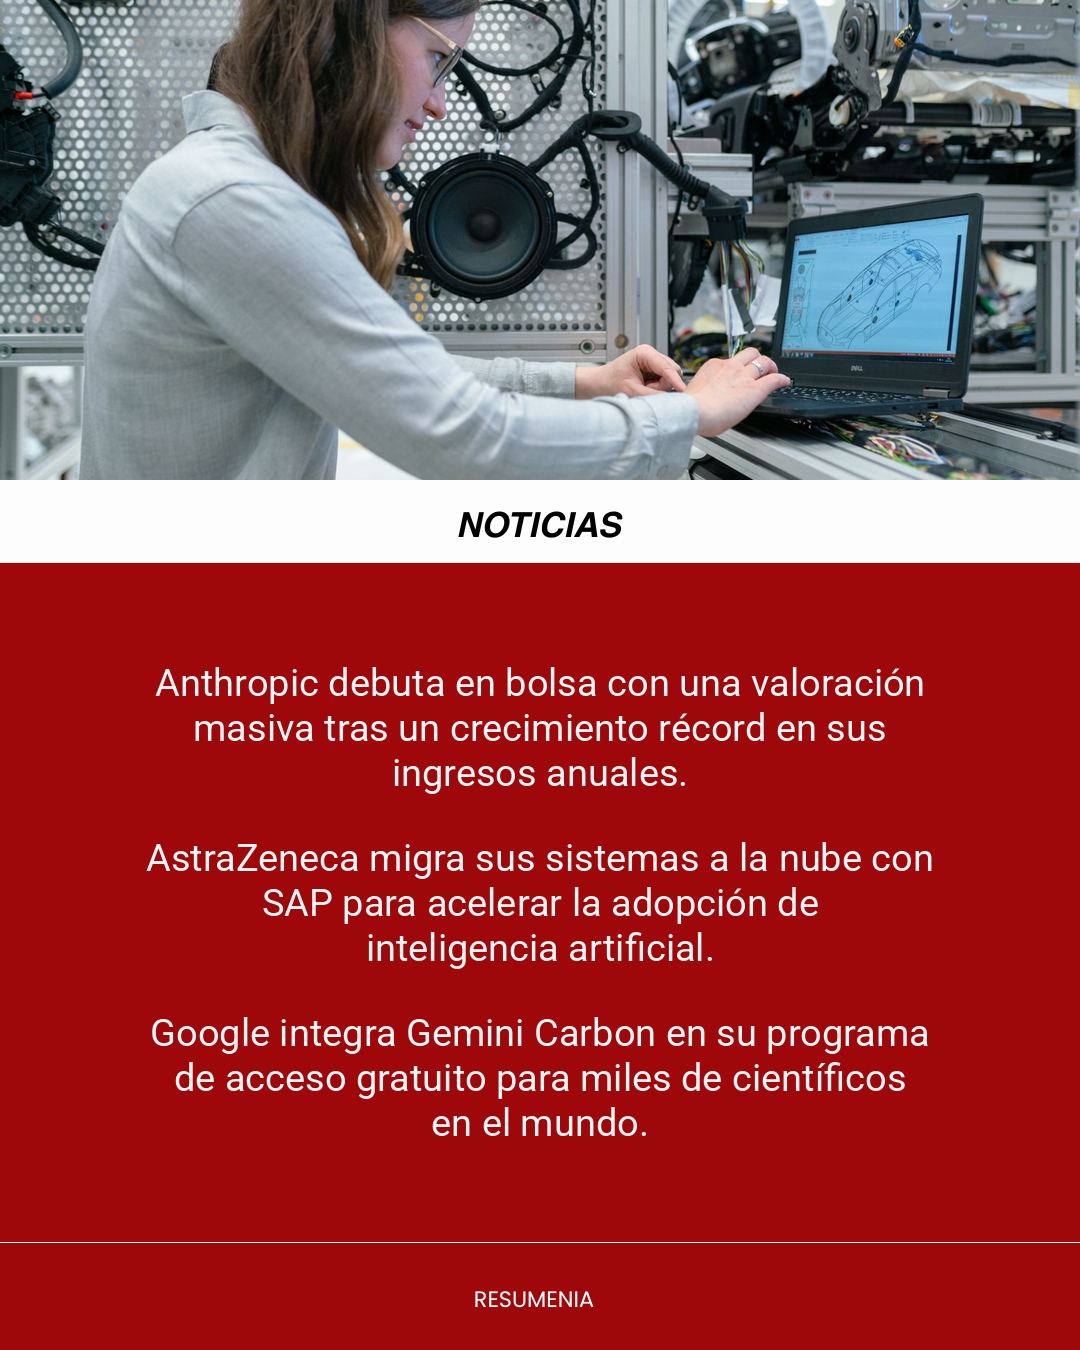 DELL
NOTICIAS
Anthropic debuta en bolsa con una valoración
masiva tras un crecimiento récord en sus
ingresos anuales.
AstraZeneca migra sus sistemas a la nube con
SAP para acelerar la adopción de
inteligencia artificial.
Google integra Gemini Carbon en su programa
de acceso gratuito para miles de científicos
en el mundo.
RESUMENIA